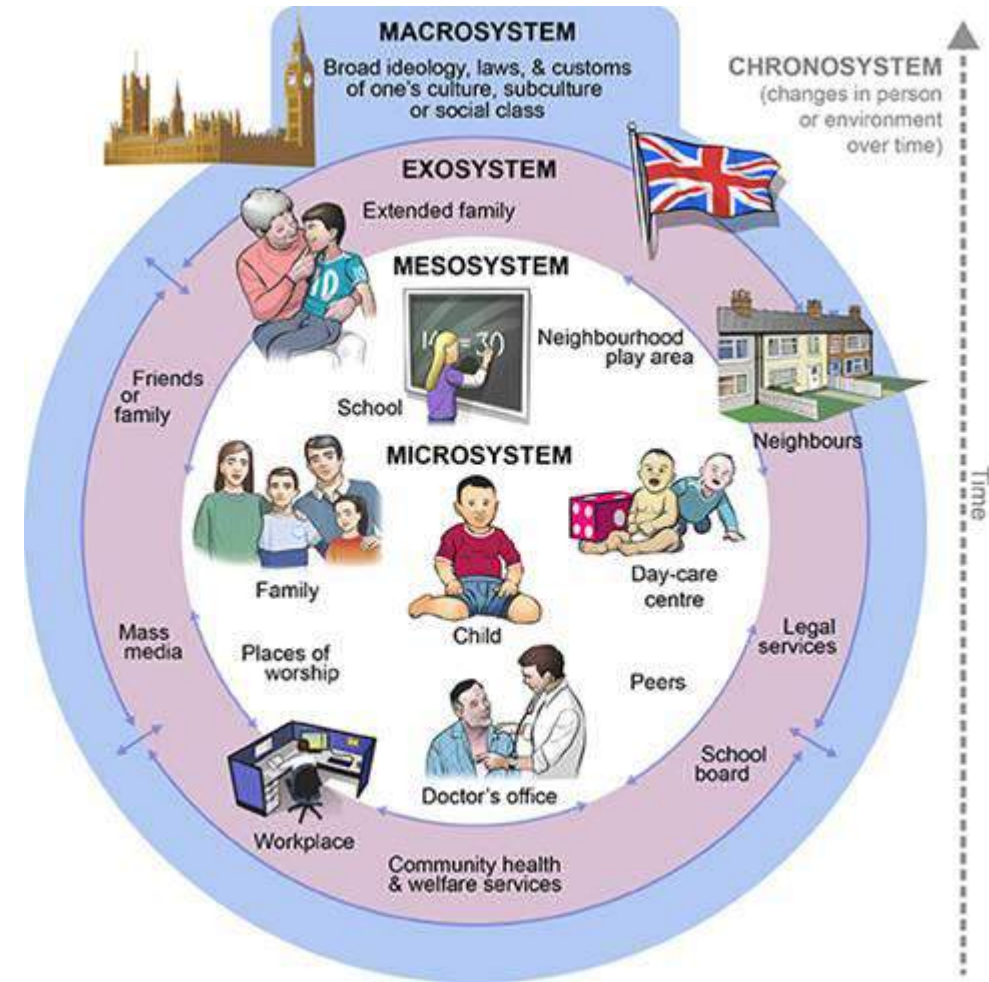 MACROSYSTEM
Broad ideology, laws, & customs
of one's culture, subculture
or social class
CHRONOSYSTEM
(changes in person
or environment
over time)
EXOSYSTEM
Extended family
MESOSYSTEM
Neighbourhood
play area
School
Friends
or
family
Neighbours
MICROSYSTEM
Family
Child
Day-care
centre
Time
Mass
media
Places of
worship
Peers
Legal
services
School
board
Doctor's office
Workplace
Community health
& welfare services
10